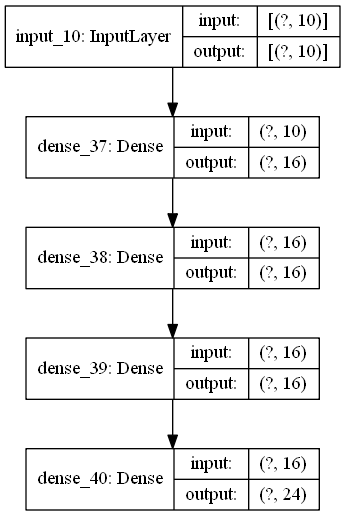 input_10: InputLayer
input: [(?, 10)]
output: [(?, 10)]
dense_37: Dense
input: (?, 10)
output: (?, 16)
dense_38: Dense
input: (?, 16)
output: (?, 16)
dense_39: Dense
input: (?, 16)
output: (?, 16)
dense_40: Dense
input: (?, 16)
output: (?, 24)